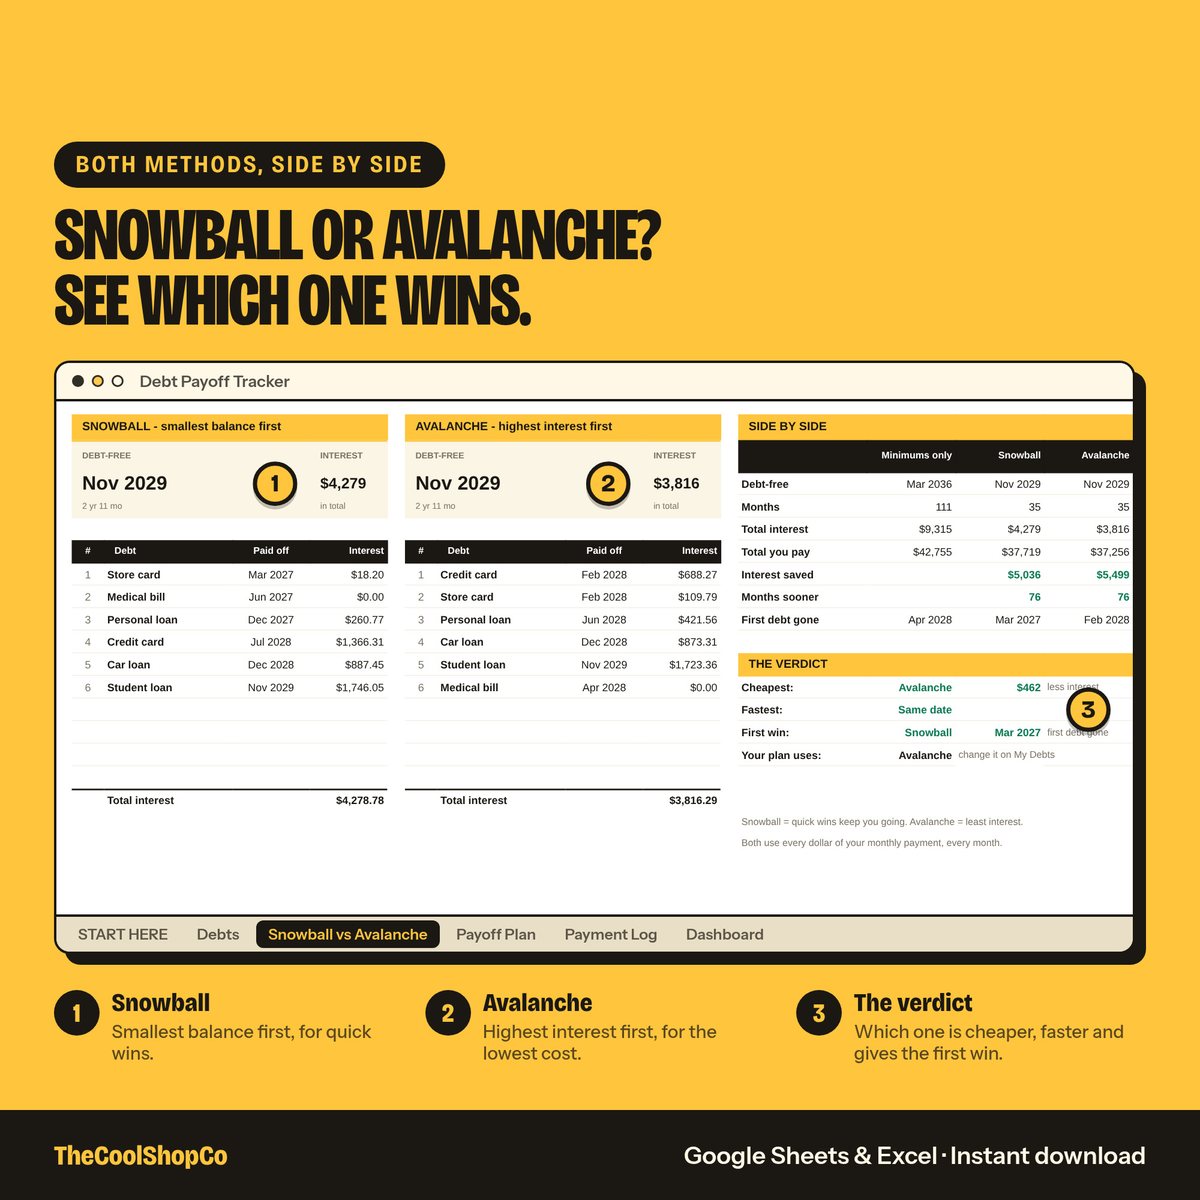 BOTH METHODS, SIDE BY SIDE
SNOWBALL OR AVALANCHE?
SEE WHICH ONE WINS.
Debt Payoff Tracker
SNOWBALL - smallest balance first
DEBT-FREE INTEREST
Nov 2029 1 $4,279
2 yr 11 mo in total
# Debt Paid off Interest
1 Store card Mar 2027 $18.20
2 Medical bill Jun 2027 $0.00
3 Personal loan Dec 2027 $260.77
4 Credit card Jul 2028 $1,366.31
5 Car loan Dec 2028 $887.45
6 Student loan Nov 2029 $1,746.05
Total interest $4,278.78
AVALANCHE - highest interest first
DEBT-FREE INTEREST
Nov 2029 2 $3,816
2 yr 11 mo in total
# Debt Paid off Interest
1 Credit card Feb 2028 $688.27
2 Store card Feb 2028 $109.79
3 Personal loan Jun 2028 $421.56
4 Car loan Dec 2028 $873.31
5 Student loan Nov 2029 $1,723.36
6 Medical bill Apr 2028 $0.00
Total interest $3,816.29
SIDE BY SIDE
Minimums only Snowball Avalanche
Debt-free Mar 2036 Nov 2029 Nov 2029
Months 111 35 35
Total interest $9,315 $4,279 $3,816
Total you pay $42,755 $37,719 $37,256
Interest saved $5,036 $5,499
Months sooner 76 76
First debt gone Apr 2028 Mar 2027 Feb 2028
THE VERDICT
Cheapest: Avalanche $462 less interest
Fastest: Same date
3
First win: Snowball Mar 2027 first debt gone
Your plan uses: Avalanche change it on My Debts
Snowball = quick wins keep you going. Avalanche = least interest.
Both use every dollar of your monthly payment, every month.
START HERE Debts Snowball vs Avalanche Payoff Plan Payment Log Dashboard
1 Snowball
Smallest balance first, for quick
wins.
2 Avalanche
Highest interest first, for the
lowest cost.
3 The verdict
Which one is cheaper, faster and
gives the first win.
TheCoolShopCo
Google Sheets & Excel · Instant download